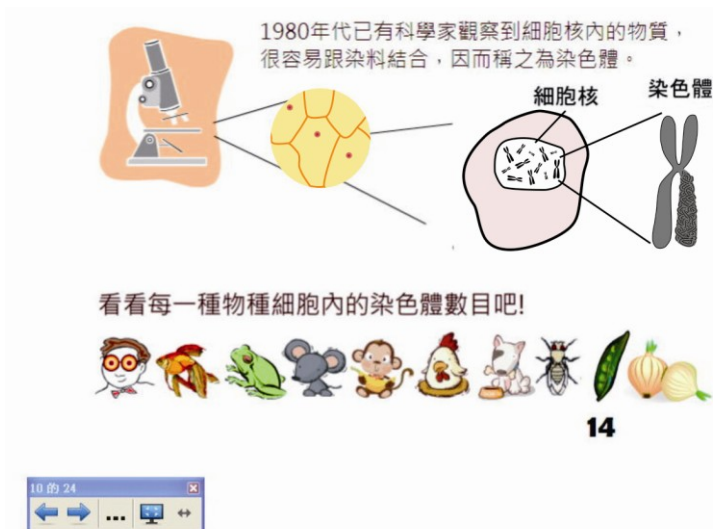 1980年代已有科學家觀察到細胞核內的物質，
很容易跟染料結合，因而稱之為染色體。
細胞核
染色體
看看每一種物種細胞內的染色體數目吧!
14
10 的 24